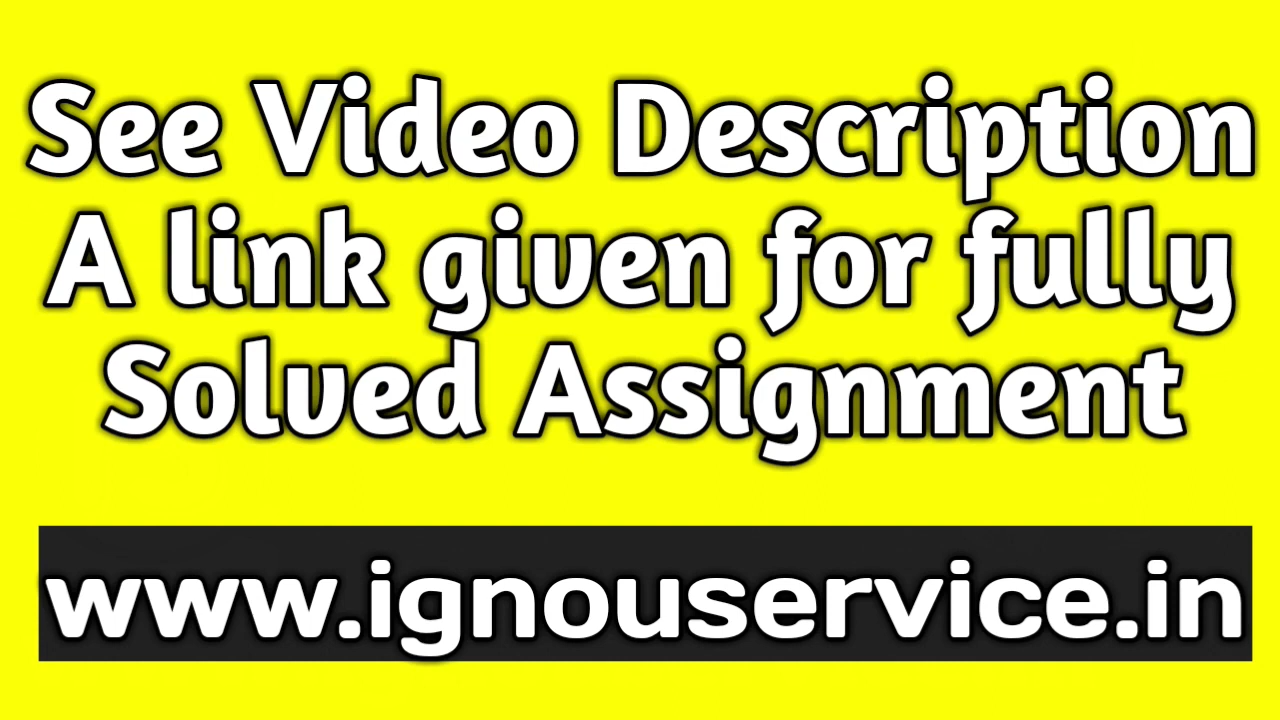 See Video Description
A link given for fully
Solved Assignment
www.ignouservice.in